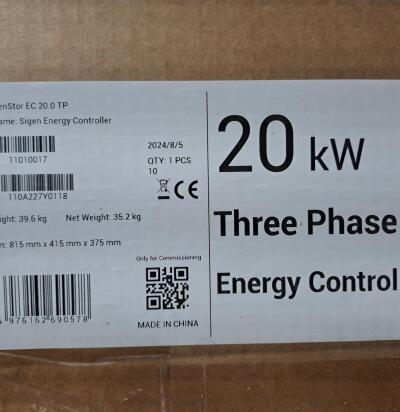 enStor EC 20.0 TP
ame: Sigen Energy Controller
11010017
110A227Y0118
ight: 39.6 kg Net Weight: 35.2 kg
n: 815 mm x 415 mm x 375 mm
976162 690578
2024/8/5
QTY: 1 PCS
10
CE
Only for Commissioning
MADE IN CHINA
20 kW
Three Phase
Energy Control